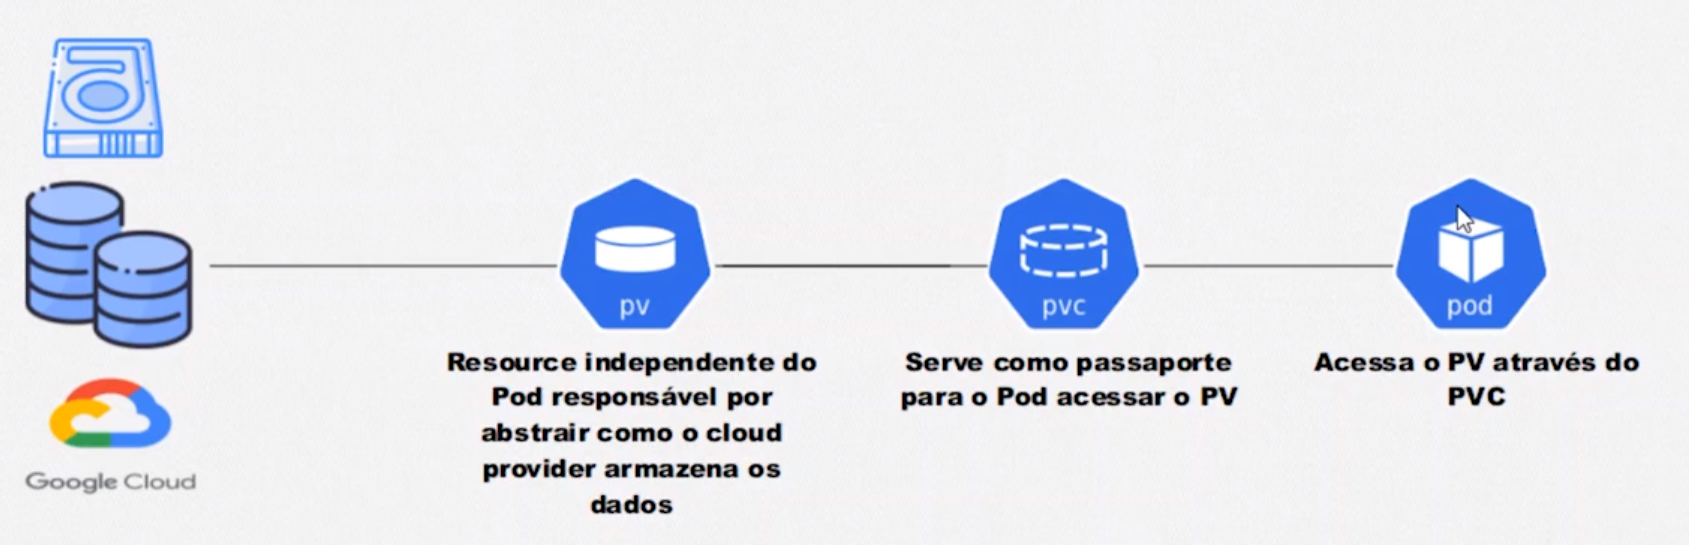 Google Cloud
pv
Resource independente do
Pod responsável por
abstrair como o cloud
provider armazena os
dados
pvc
Serve como passaporte
para o Pod acessar o PV
pod
Acessa o PV através do
PVC